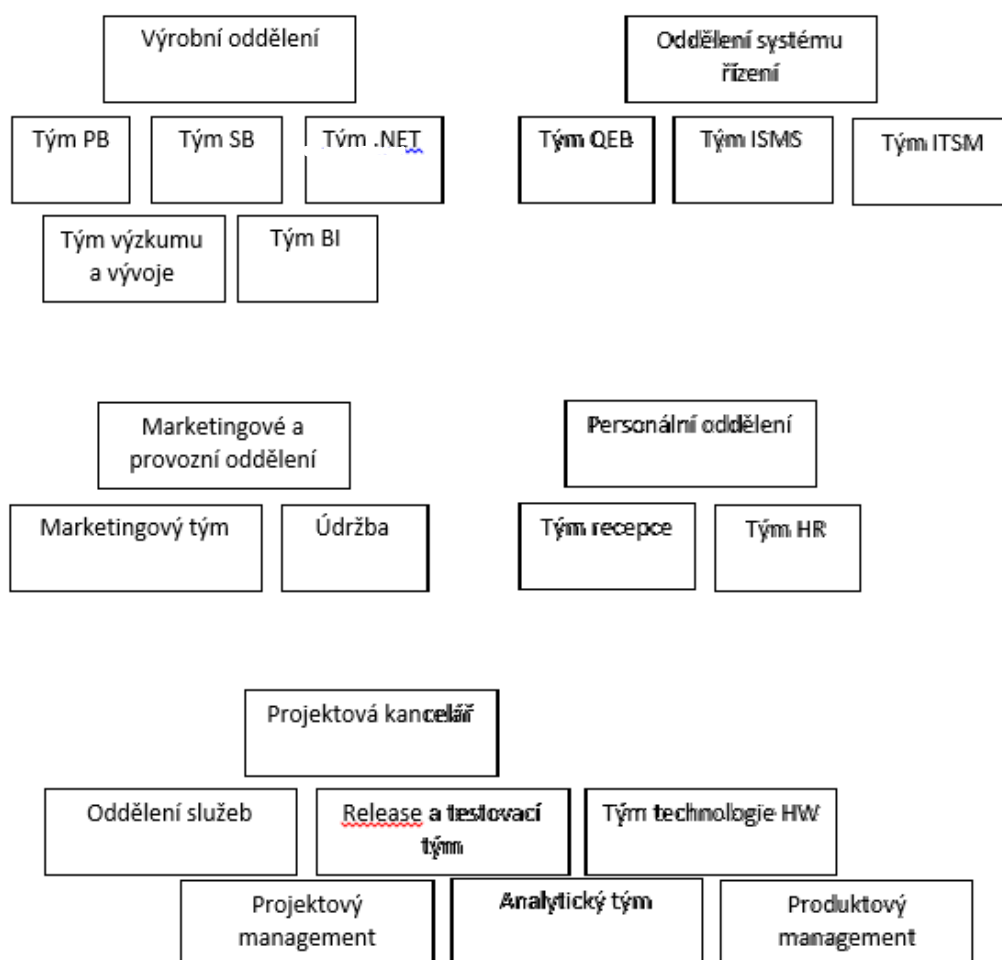 Výrobní oddělení
Oddělení systému
řízení
Tým PB
Tým SB
Tým .NET
Tým QEB
Tým ISMS
Tým ITSM
Tým výzkumu
a vývoje
Tým BI
Marketingové a
provozní oddělení
Personální oddělení
Marketingový tým
Údržba
Tým recepce
Tým HR
Projektová kancelář
Oddělení služeb
Release a testovací
tým
Tým technologie HW
Projektový
management
Analytický tým
Produktový
management